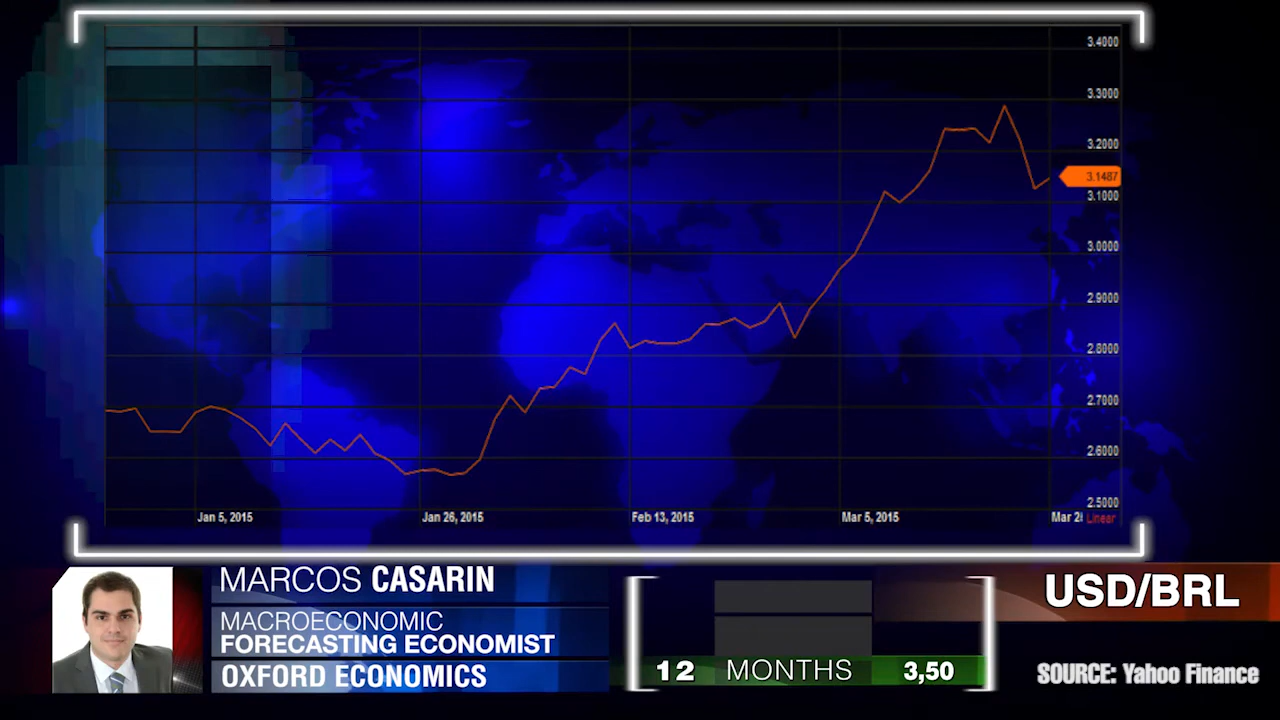 3.4000
3.3000
3.2000
3.1487
3.1000
3.0000
2.9000
2.8000
2.7000
2.6000
2.5000
Jan 5, 2015
Jan 26, 2015
Feb 13, 2015
Mar 5, 2015
Mar
Linear
MARCOS CASARIN
MACROECONOMIC
FORECASTING ECONOMIST
OXFORD ECONOMICS
12 MONTHS 3,50
USD/BRL
SOURCE: Yahoo Finance